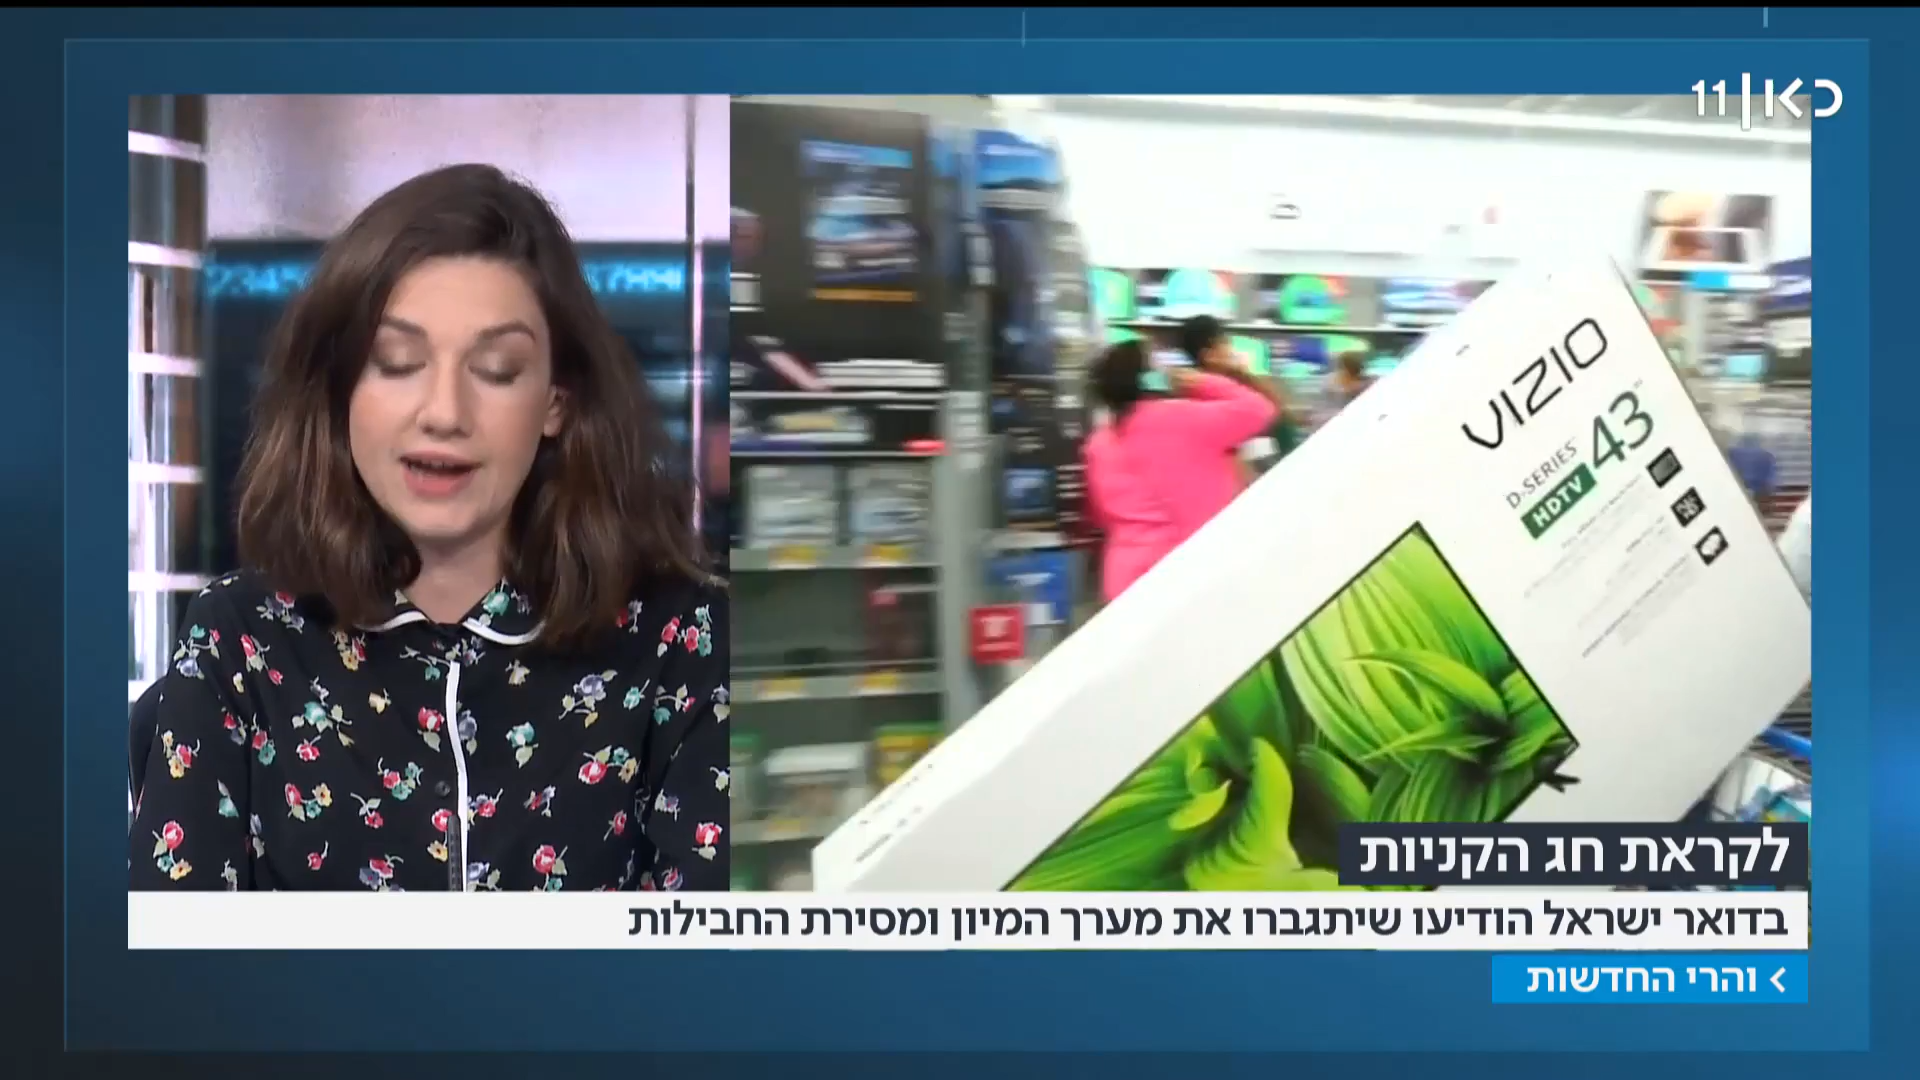 כאן 11
VIZIO
D-SERIES 43"
HDTV
לקראת חג הקניות
בדואר ישראל הודיעו שיתגברו את מערך המיון ומסירת החבילות
והרי החדשות